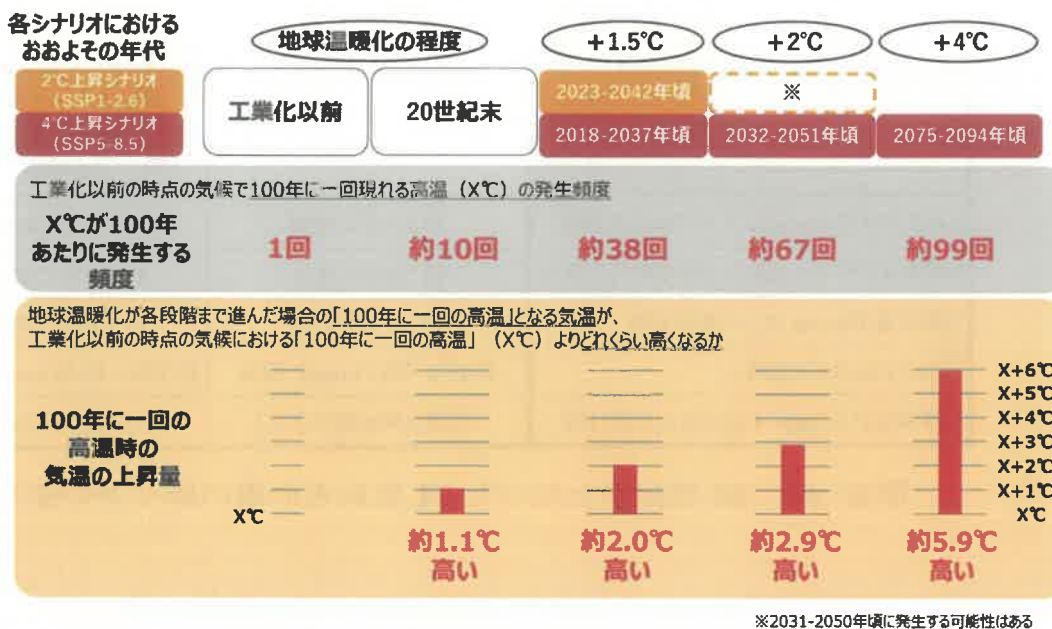 各シナリオにおける
おおよその年代
地球温暖化の程度
+1.5℃
+2℃
+4℃
2℃上昇シナリオ
(SSP1-2.6)
4℃上昇シナリオ
(SSP5-8.5)
工業化以前
20世紀末
2023-2042年頃
※
2018-2037年頃
2032-2051年頃
2075-2094年頃
工業化以前の時点の気候で100年に一回現れる高温（X℃）の発生頻度
X℃が100年
あたりに発生する
頻度
1回
約10回
約38回
約67回
約99回
地球温暖化が各段階まで進んだ場合の「100年に一回の高温」となる気温が、
工業化以前の時点の気候における「100年に一回の高温」（X℃）よりどれくらい高くなるか
100年に一回の
高温時の
気温の上昇量
X℃
X+6℃
X+5℃
X+4℃
X+3℃
X+2℃
X+1℃
X℃
約1.1℃
高い
約2.0℃
高い
約2.9℃
高い
約5.9℃
高い
※2031-2050年頃に発生する可能性はある